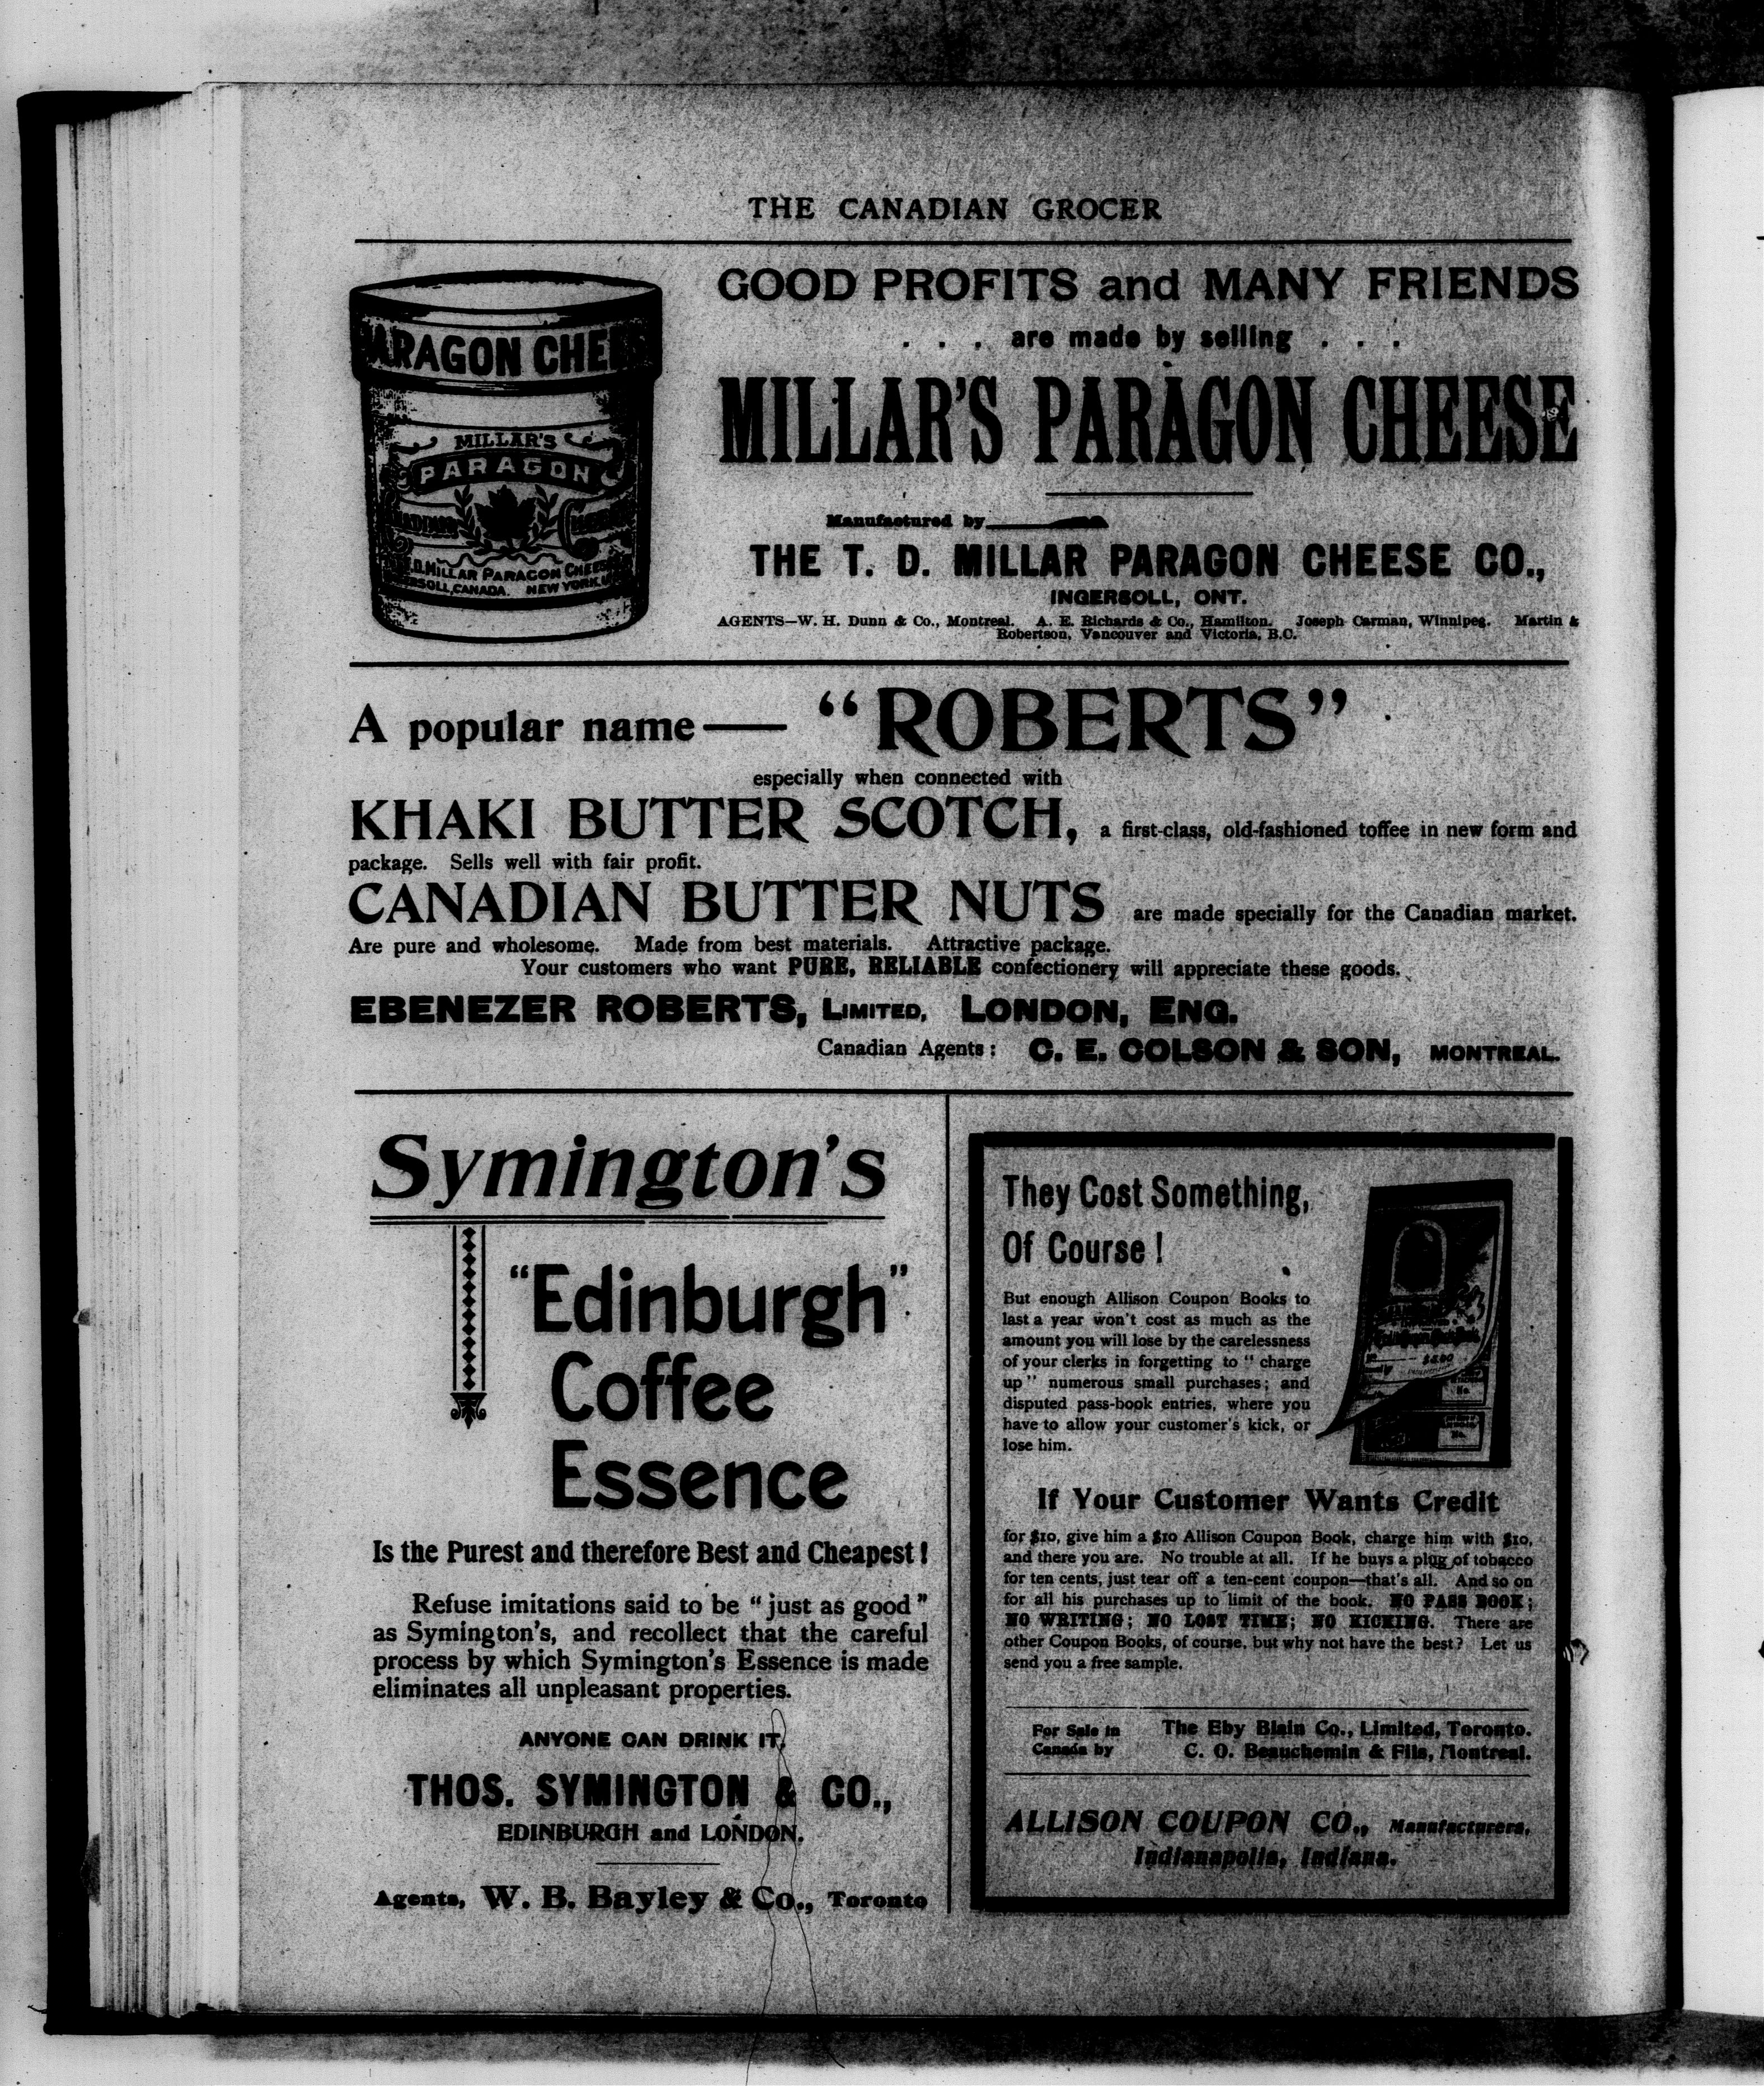 THE CANADIAN GROCER
PARAGON CHEE
MILLAR'S
PARAGON
D. MILLAR PARAGON CHEESE
SOLL, CANADA. NEW YORK, U
GOOD PROFITS and MANY FRIENDS
. . . are made by selling . . .
MILLAR'S PARAGON CHEESE
Manufactured by
THE T. D. MILLAR PARAGON CHEESE CO.,
INGERSOLL, ONT.
AGENTS—W. H. Dunn & Co., Montreal. A. E. Richards & Co., Hamilton. Joseph Carman, Winnipeg. Martin &
Robertson, Vancouver and Victoria, B.C.
A popular name — "ROBERTS"
especially when connected with
KHAKI BUTTER SCOTCH, a first-class, old-fashioned toffee in new form and
package. Sells well with fair profit.
CANADIAN BUTTER NUTS are made specially for the Canadian market.
Are pure and wholesome. Made from best materials. Attractive package.
Your customers who want PURE, RELIABLE confectionery will appreciate these goods.
EBENEZER ROBERTS, LIMITED, LONDON, ENG.
Canadian Agents: C. E. COLSON & SON, MONTREAL.
Symington's
"Edinburgh"
Coffee
Essence
Is the Purest and therefore Best and Cheapest!
Refuse imitations said to be "just as good"
as Symington's, and recollect that the careful
process by which Symington's Essence is made
eliminates all unpleasant properties.
ANYONE CAN DRINK IT.
THOS. SYMINGTON & CO.,
EDINBURGH and LONDON.
Agents, W. B. Bayley & Co., Toronto
They Cost Something,
Of Course!
But enough Allison Coupon Books to
last a year won't cost as much as the
amount you will lose by the carelessness
of your clerks in forgetting to "charge
up" numerous small purchases; and
disputed pass-book entries, where you
have to allow your customer's kick, or
lose him.
$5.00
If Your Customer Wants Credit
for $10, give him a $10 Allison Coupon Book, charge him with $10,
and there you are. No trouble at all. If he buys a plug of tobacco
for ten cents, just tear off a ten-cent coupon—that's all. And so on
for all his purchases up to limit of the book. NO PASS BOOK;
NO WRITING; NO LOST TIME; NO KICKING. There are
other Coupon Books, of course, but why not have the best? Let us
send you a free sample.
For Sale in The Eby Blain Co., Limited, Toronto.
Canada by C. O. Beauchemin & Fils, Montreal.
ALLISON COUPON CO., Manufacturers,
Indianapolis, Indiana.